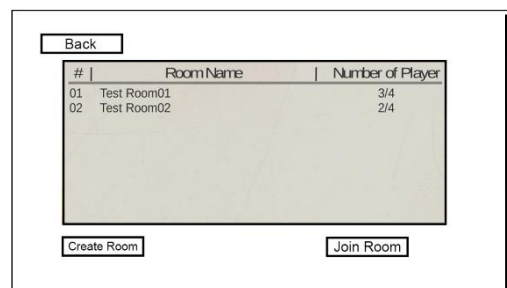 Back
# | Room Name | Number of Player
01 Test Room01 3/4
02 Test Room02 2/4
Create Room Join Room